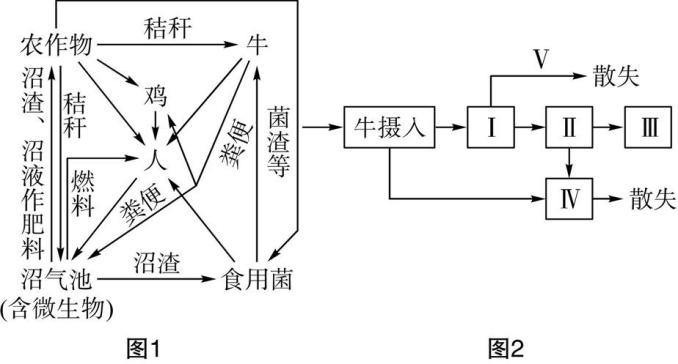 农作物
秸秆
牛
鸡
人
秸秆
沼渣、沼液作肥料
燃料
粪便
粪便
菌渣等
沼气池
(含微生物)
沼渣
食用菌
图1
牛摄入
Ⅰ
Ⅱ
Ⅲ
Ⅳ
Ⅴ
散失
散失
图2